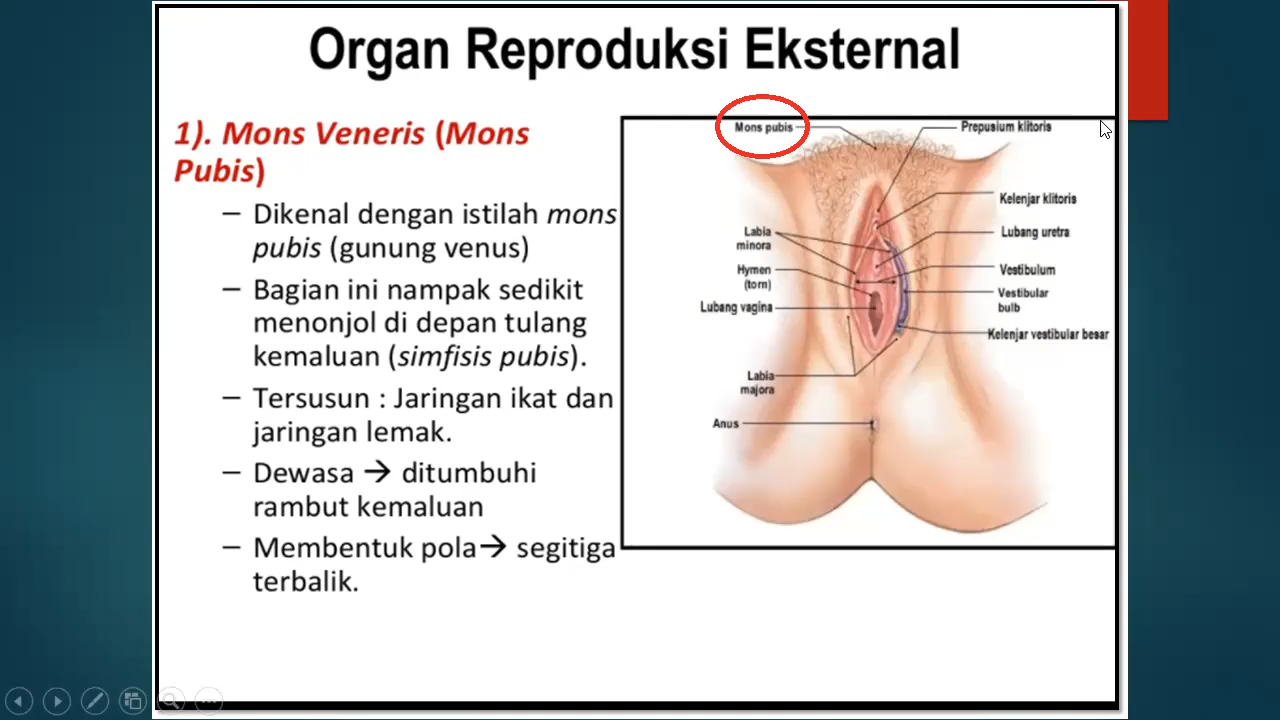 Organ Reproduksi Eksternal
1). Mons Veneris (Mons
Pubis)
– Dikenal dengan istilah mons
pubis (gunung venus)
– Bagian ini nampak sedikit
menonjol di depan tulang
kemaluan (simfisis pubis).
– Tersusun : Jaringan ikat dan
jaringan lemak.
– Dewasa → ditumbuhi
rambut kemaluan
– Membentuk pola→ segitiga
terbalik.
Mons pubis
Prepusium klitoris
Kelenjar klitoris
Labia
minora
Lubang uretra
Hymen
(torn)
Vestibulum
Vestibular
bulb
Lubang vagina
Kelenjar vestibular besar
Labia
majora
Anus